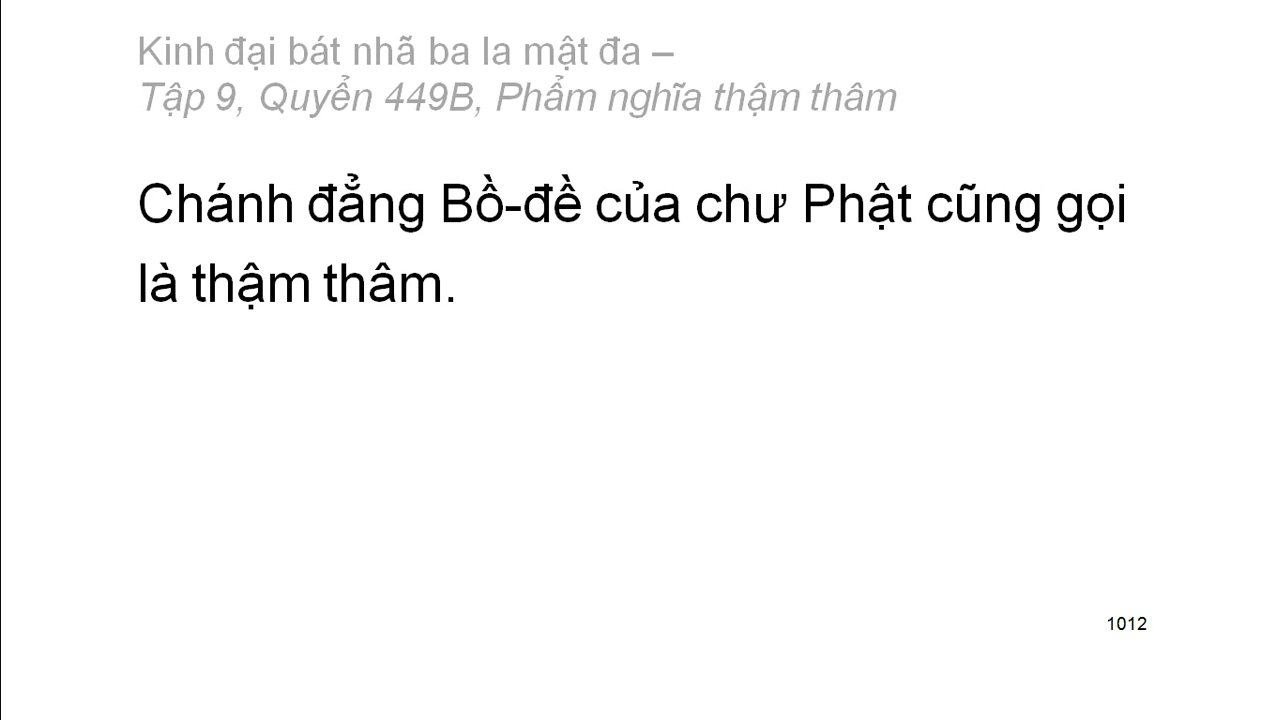 Kinh đại bát nhã ba la mật đa –
Tập 9, Quyển 449B, Phẩm nghĩa thậm thâm
Chánh đẳng Bồ-đề của chư Phật cũng gọi
là thậm thâm.
1012